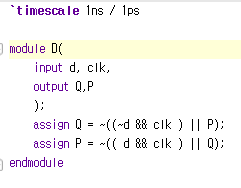 `timescale 1ns / 1ps
module D(
input d, clk,
output Q,P
);
assign Q = ~((~d && clk ) || P);
assign P = ~(( d && clk ) || Q);
endmodule